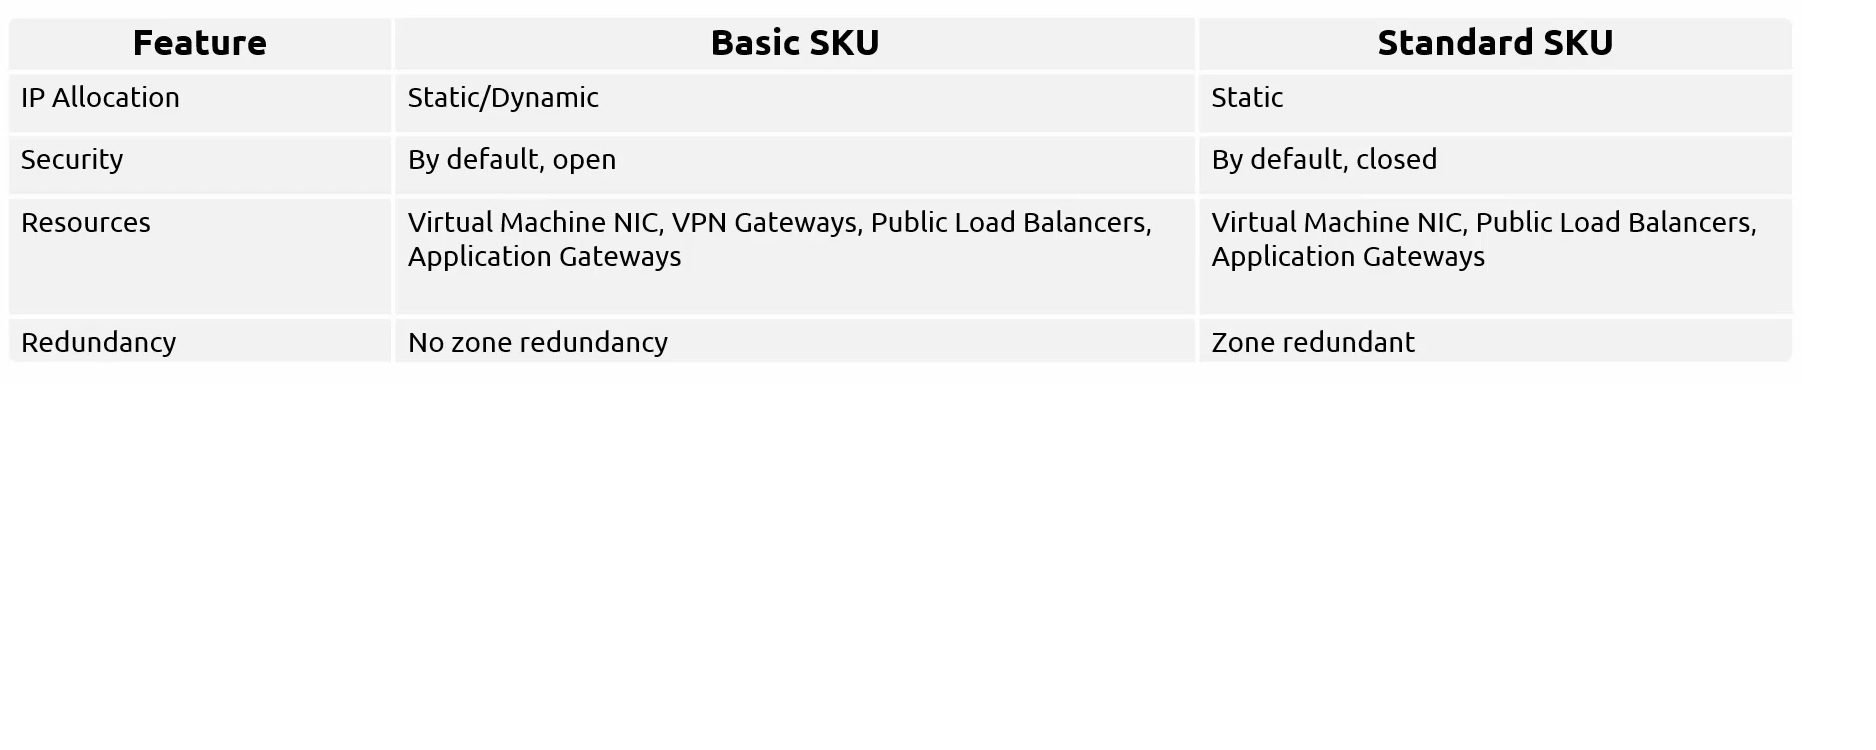 Feature Basic SKU Standard SKU
IP Allocation Static/Dynamic Static
Security By default, open By default, closed
Resources Virtual Machine NIC, VPN Gateways, Public Load Balancers, Virtual Machine NIC, Public Load Balancers,
Application Gateways Application Gateways
Redundancy No zone redundancy Zone redundant